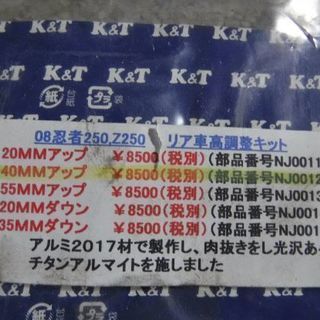 K&T K&T K&T
紙 台紙 プラ 袋
08忍者250,Z250 リア車高調整キット
20MMアップ ￥8500(税別)(部品番号NJ0011
40MMアップ ￥8500(税別)(部品番号NJ0012
55MMアップ ￥8500(税別)(部品番号NJ0013
20MMダウン ￥8500(税別)(部品番号NJ001
35MMダウン ￥8500(税別)(部品番号NJ001
アルミ2017材で製作し、肉抜きをし光沢あ
チタンアルマイトを施しました
K&T K&T